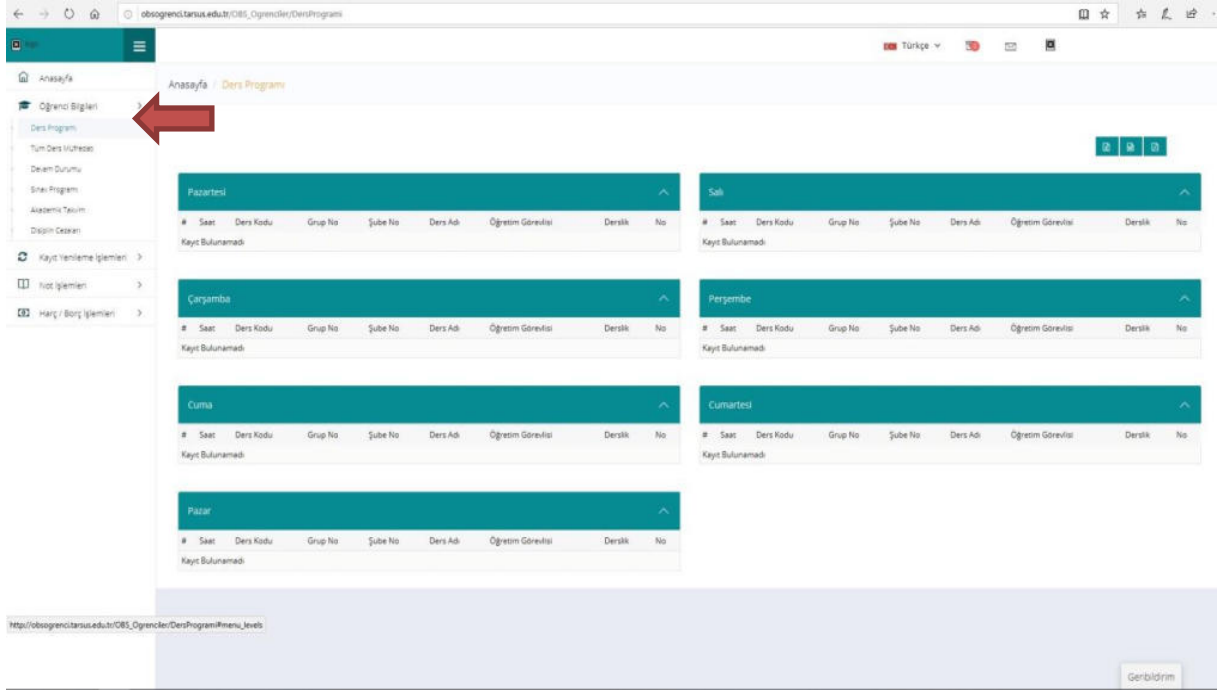 obsogrenci.tarsus.edu.tr/OBS_Ogrenciler/DersProgrami
Türkçe
Anasayfa
Öğrenci Bilgileri
Ders Programı
Tüm Ders Müfredatı
Devam Durumu
Sınav Programı
Akademik Takvim
Disiplin Cezaları
Kayıt Yenileme İşlemleri
Not İşlemleri
Harç / Borç İşlemleri
Anasayfa / Ders Programı
Pazartesi
# Saat Ders Kodu Grup No Şube No Ders Adı Öğretim Görevlisi Derslik No
Kayıt Bulunamadı
Salı
# Saat Ders Kodu Grup No Şube No Ders Adı Öğretim Görevlisi Derslik No
Kayıt Bulunamadı
Çarşamba
# Saat Ders Kodu Grup No Şube No Ders Adı Öğretim Görevlisi Derslik No
Kayıt Bulunamadı
Perşembe
# Saat Ders Kodu Grup No Şube No Ders Adı Öğretim Görevlisi Derslik No
Kayıt Bulunamadı
Cuma
# Saat Ders Kodu Grup No Şube No Ders Adı Öğretim Görevlisi Derslik No
Kayıt Bulunamadı
Cumartesi
# Saat Ders Kodu Grup No Şube No Ders Adı Öğretim Görevlisi Derslik No
Kayıt Bulunamadı
Pazar
# Saat Ders Kodu Grup No Şube No Ders Adı Öğretim Görevlisi Derslik No
Kayıt Bulunamadı
http://obsogrenci.tarsus.edu.tr/OBS_Ogrenciler/DersProgrami#menu_levels
Geribildirim